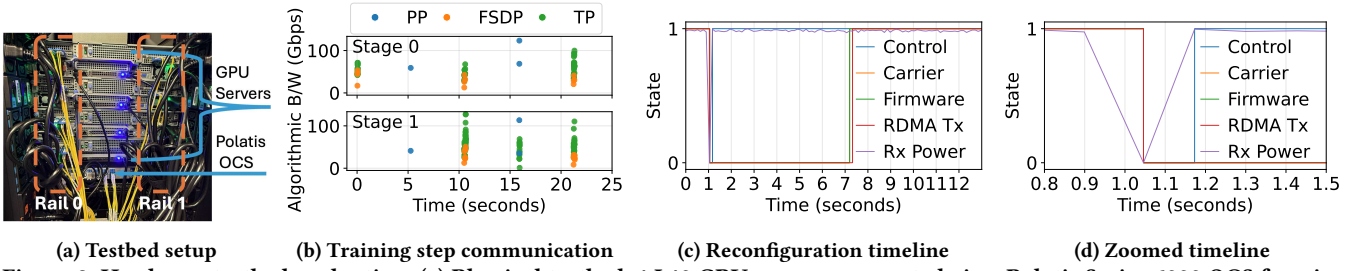 GPU
Servers
Polatis
OCS
Rail 0
Rail 1
(a) Testbed setup
PP
FSDP
TP
Algorithmic B/W (Gbps)
Stage 0
100
0
Stage 1
100
0
0 5 10 15 20 25
Time (seconds)
(b) Training step communication
State
1
0
Control
Carrier
Firmware
RDMA Tx
Rx Power
0 1 2 3 4 5 6 7 8 9 10 11 12
Time (seconds)
(c) Reconfiguration timeline
State
1
0
Control
Carrier
Firmware
RDMA Tx
Rx Power
0.8 0.9 1.0 1.1 1.2 1.3 1.4 1.5
Time (seconds)
(d) Zoomed timeline